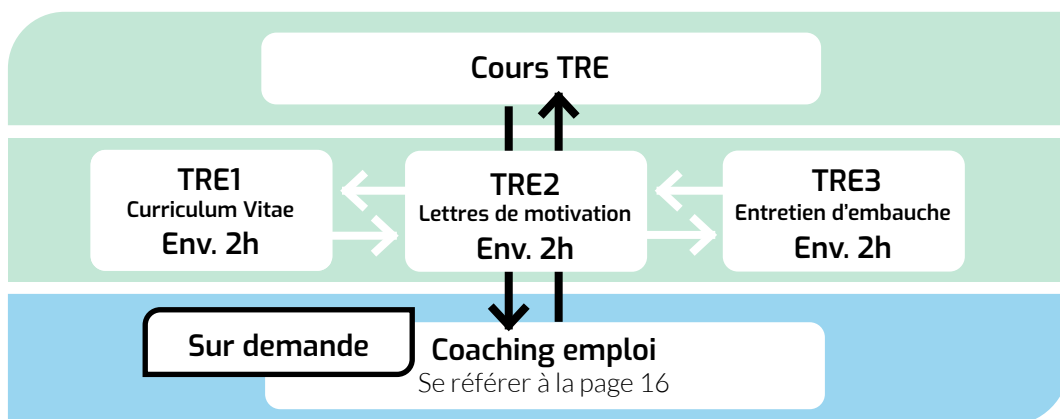 Cours TRE
TRE1
Curriculum Vitae
Env. 2h
TRE2
Lettres de motivation
Env. 2h
TRE3
Entretien d'embauche
Env. 2h
Sur demande
Coaching emploi
Se référer à la page 16